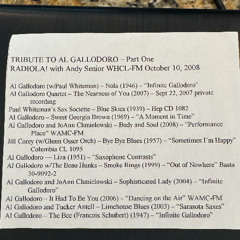 TRIBUTE TO AL GALLODORO – Part One
RADIOLA! with Andy Senior WHCL-FM October 10, 2008
Al Gallodoro (w/Paul Whiteman) – Nola (1946) – "Infinite Gallodoro"
Al Gallodoro Quartet – The Nearness of You (2007) – Sept 22, 2007 private
recording
Paul Whiteman's Sax Soctette – Blue Skies (1939) – Hep CD 1082
Al Gallodoro – Sweet Georgia Brown (1969) – "A Moment in Time"
Al Gallodoro and JoAnn Chmielowski – Body and Soul (2008) – "Performance
Place" WAMC-FM
Jill Corey (w/Glenn Osser Orch) – Bye Bye Blues (1957) – "Sometimes I'm Happy"
Columbia CL 1095
Al Gallodoro – Liza (1951) – "Saxophone Contrasts"
Al Gallodoro w/The Beau Hunks – Smoke Rings (1999) – "Out of Nowhere" Basta
30-9092-2
Al Gallodoro and JoAnn Chmielowski – Sophisticated Lady (2004) – "Infinite
Gallodoro"
Al Gallodoro – It Had To Be You (2006) – "Dancing on the Air" WAMC-FM
Al Gallodoro and Tucker Antell – Limehouse Blues (2003) – "Sarasota Saxes"
Al Gallodoro – The Bee (François Schubert) (1947) – "Infinite Gallodoro"